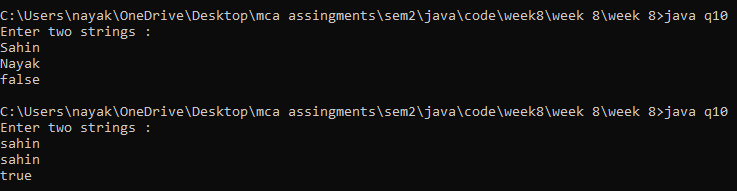 C:\Users\nayak\OneDrive\Desktop\mca assingments\sem2\java\code\week8\week 8\week 8>java q10
Enter two strings :
Sahin
Nayak
false
C:\Users\nayak\OneDrive\Desktop\mca assingments\sem2\java\code\week8\week 8\week 8>java q10
Enter two strings :
sahin
sahin
true